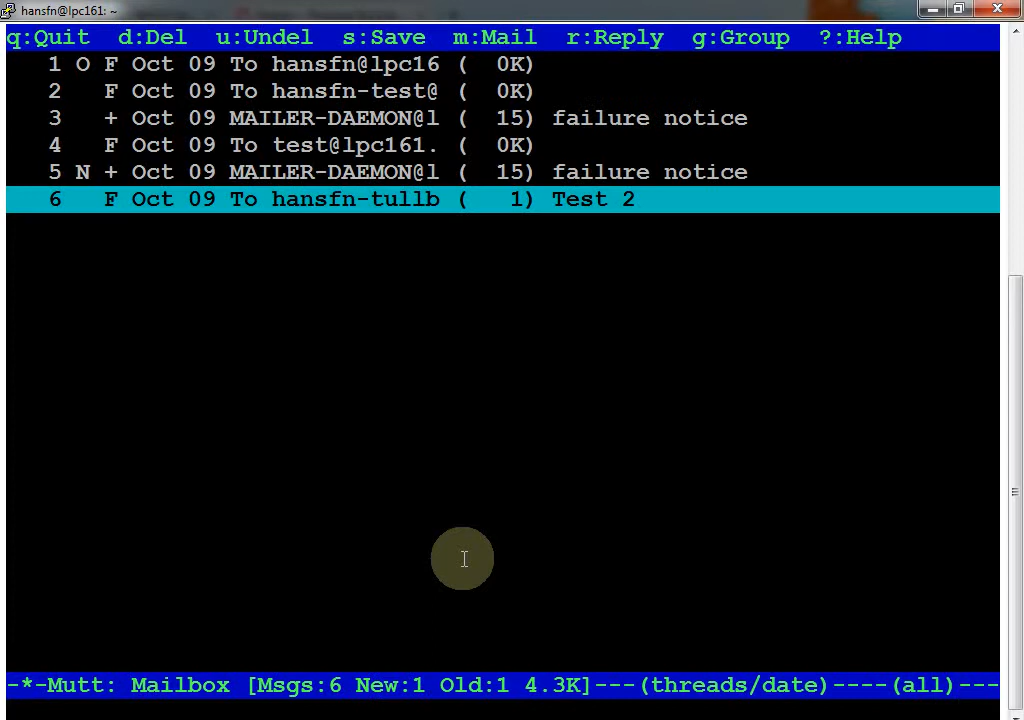 hansfn@lpc161: ~
q:Quit  d:Del  u:Undel  s:Save  m:Mail  r:Reply  g:Group  ?:Help
1 O F Oct 09 To hansfn@lpc16 (  0K)
2   F Oct 09 To hansfn-test@ (  0K)
3   + Oct 09 MAILER-DAEMON@l (  15) failure notice
4   F Oct 09 To test@lpc161. (  0K)
5 N + Oct 09 MAILER-DAEMON@l (  15) failure notice
6   F Oct 09 To hansfn-tullb (   1) Test 2
-*-Mutt: Mailbox [Msgs:6 New:1 Old:1 4.3K]---(threads/date)----(all)---